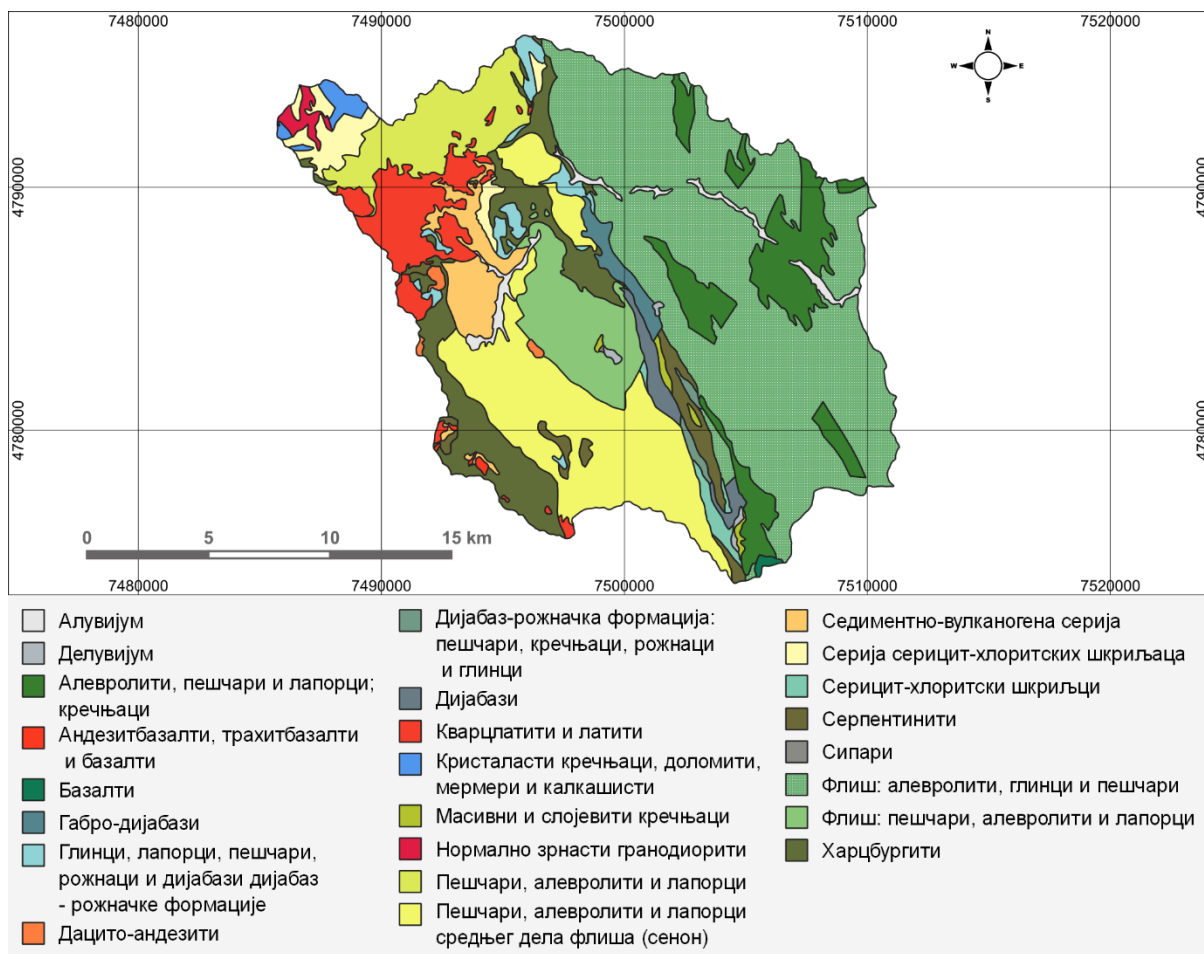 7480000
7490000
7500000
7510000
7520000
N
W
E
S
4790000
4790000
4780000
4780000
0
5
10
15 km
7480000
7490000
7500000
7510000
7520000
Алувијум
Делувијум
Алевролити, пешчари и лапорци;
кречњаци
Андезитбазалти, трахитбазалти
и базалти
Базалти
Габро-дијабази
Глинци, лапорци, пешчари,
рожнаци и дијабази дијабаз
- рожначке формације
Дацито-андезити
Дијабаз-рожначка формација:
пешчари, кречњаци, рожнаци
и глинци
Дијабази
Кварцлатити и латити
Кристаласти кречњаци, доломити,
мермери и калкашисти
Масивни и слојевити кречњаци
Нормално зрнасти гранодиорити
Пешчари, алевролити и лапорци
Пешчари, алевролити и лапорци
средњег дела флиша (сенон)
Седиментно-вулканогена серија
Серија серицит-хлоритских шкриљаца
Серицит-хлоритски шкриљци
Серпентинити
Сипари
Флиш: алевролити, глинци и пешчари
Флиш: пешчари, алевролити и лапорци
Харцбургити